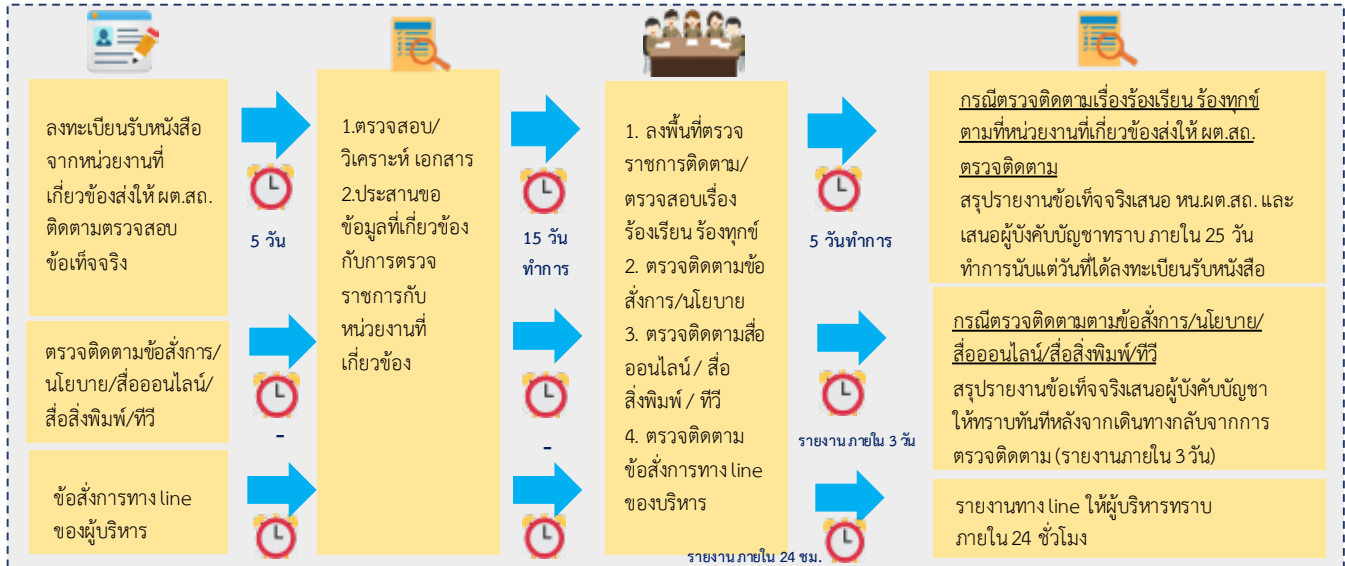 ลงทะเบียนรับหนังสือ
จากหน่วยงานที่
เกี่ยวข้องส่งให้ ผต.สถ.
ติดตามตรวจสอบ
ข้อเท็จจริง
5 วัน
1.ตรวจสอบ/
วิเคราะห์ เอกสาร
2.ประสานขอ
ข้อมูลที่เกี่ยวข้อง
กับการตรวจ
ราชการกับ
หน่วยงานที่
เกี่ยวข้อง
15 วัน
ทำการ
1. ลงพื้นที่ตรวจ
ราชการติดตาม/
ตรวจสอบเรื่อง
ร้องเรียน ร้องทุกข์
2. ตรวจติดตามข้อ
สั่งการ/นโยบาย
3. ตรวจติดตามสื่อ
ออนไลน์ / สื่อ
สิ่งพิมพ์ / ทีวี
4. ตรวจติดตาม
ข้อสั่งการทาง line
ของบริหาร
5 วันทำการ
กรณีตรวจติดตามเรื่องร้องเรียน ร้องทุกข์
ตามที่หน่วยงานที่เกี่ยวข้องส่งให้ ผต.สถ.
ตรวจติดตาม
สรุปรายงานข้อเท็จจริงเสนอ หน.ผต.สถ. และ
เสนอผู้บังคับบัญชาทราบ ภายใน 25 วัน
ทำการนับแต่วันที่ได้ลงทะเบียนรับหนังสือ
ตรวจติดตามข้อสั่งการ/
นโยบาย/สื่อออนไลน์/
สื่อสิ่งพิมพ์/ทีวี
-
-
รายงาน ภายใน 3 วัน
กรณีตรวจติดตามตามข้อสั่งการ/นโยบาย/
สื่อออนไลน์/สื่อสิ่งพิมพ์/ทีวี
สรุปรายงานข้อเท็จจริงเสนอผู้บังคับบัญชา
ให้ทราบทันทีหลังจากเดินทางกลับจากการ
ตรวจติดตาม (รายงานภายใน 3 วัน)
ข้อสั่งการทาง line
ของผู้บริหาร
รายงาน ภายใน 24 ชม.
รายงานทาง line ให้ผู้บริหารทราบ
ภายใน 24 ชั่วโมง